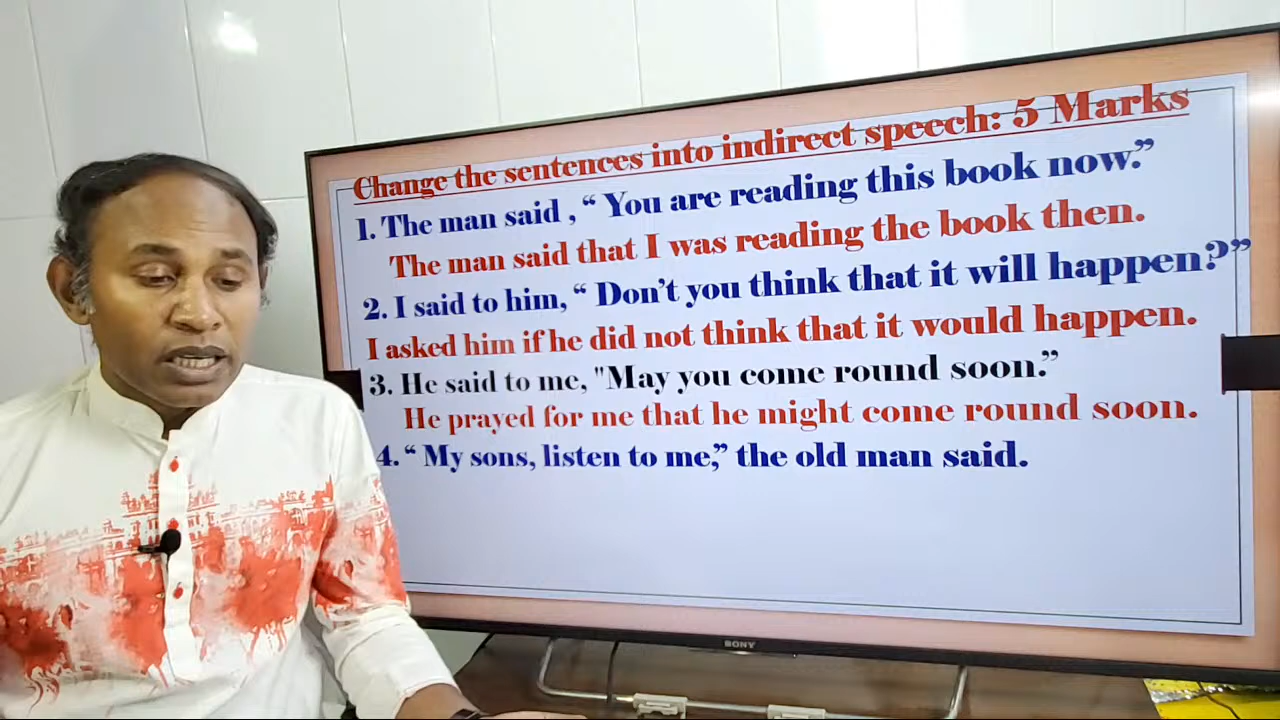 Change the sentences into indirect speech: 5 Marks
1. The man said , “ You are reading this book now.”
The man said that I was reading the book then.
2. I said to him, “ Don’t you think that it will happen?”
I asked him if he did not think that it would happen.
3. He said to me, "May you come round soon.”
He prayed for me that he might come round soon.
4. “ My sons, listen to me,” the old man said.
SONY